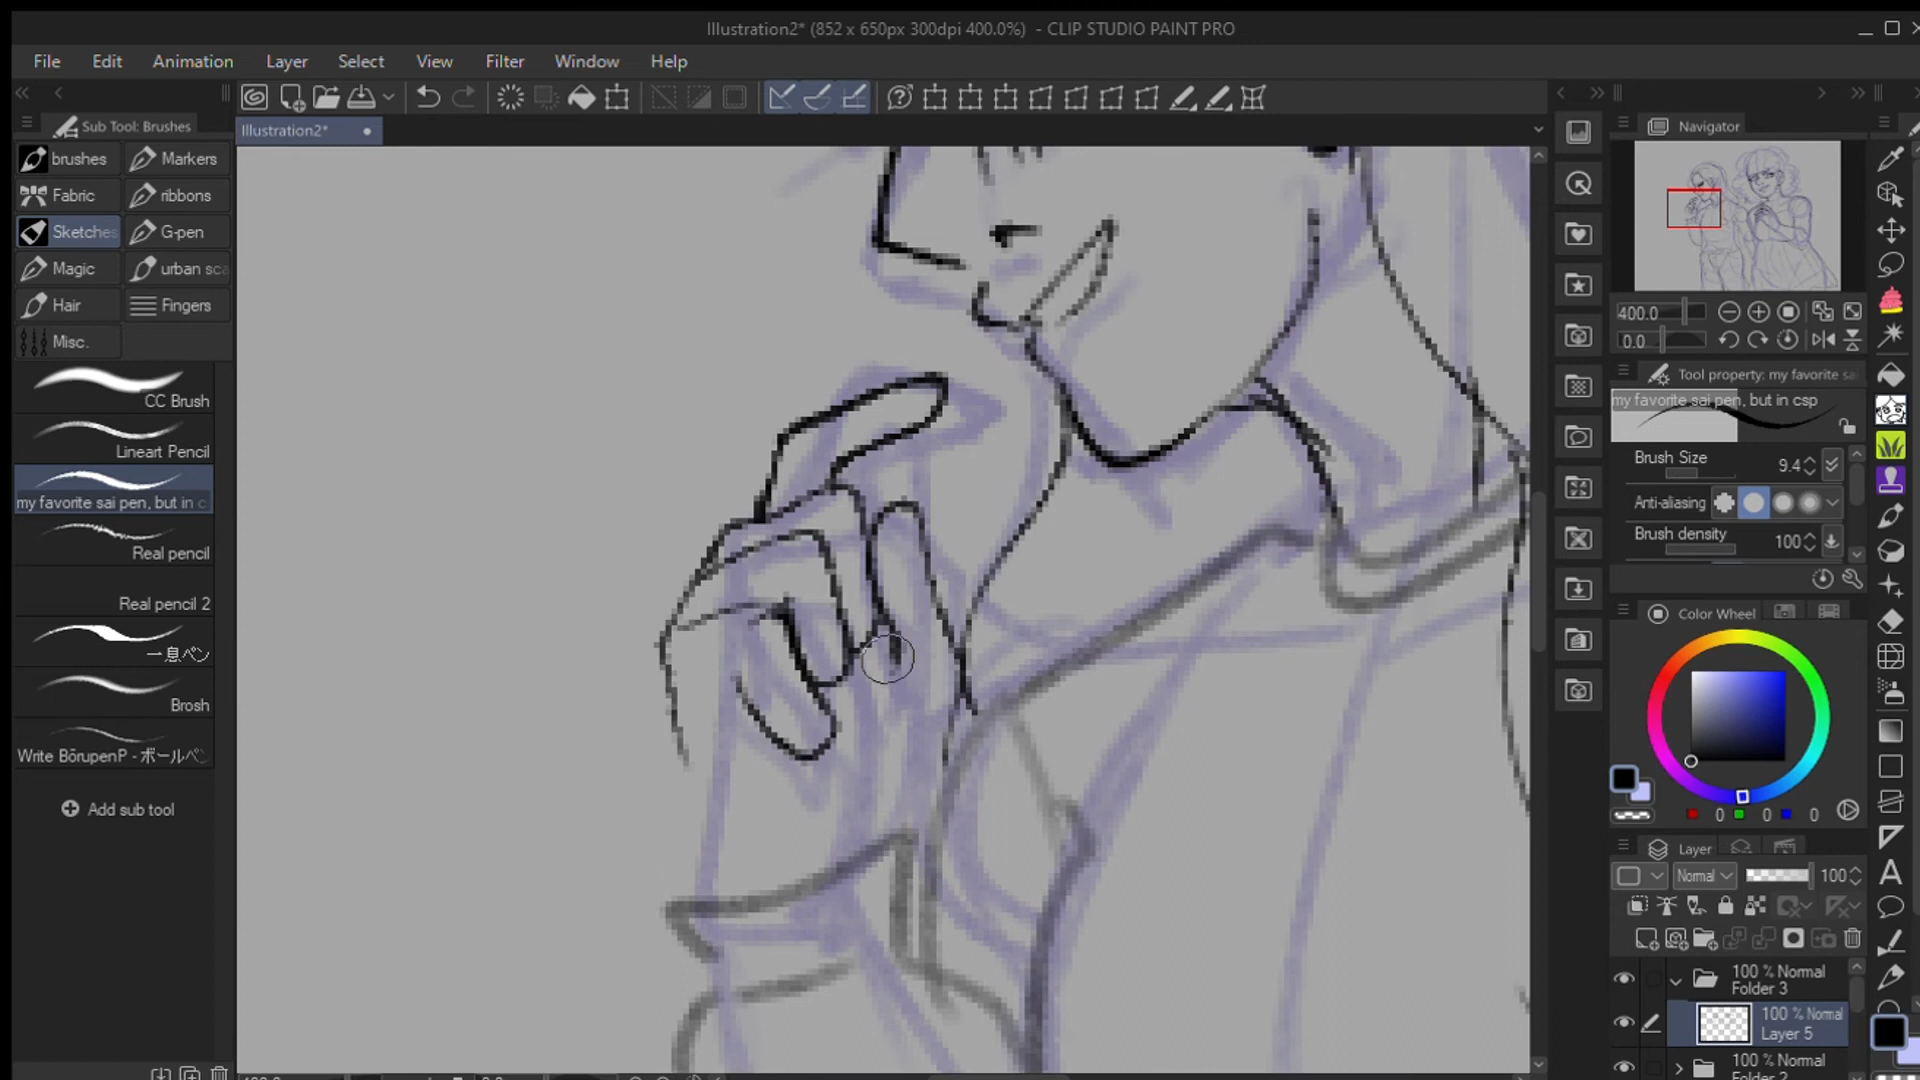 Illustration2* (852 x 650px 300dpi 400.0%) - CLIP STUDIO PAINT PRO
File Edit Animation Layer Select View Filter Window Help
Sub Tool: Brushes
Illustration2*
Navigator
brushes Markers
Fabric ribbons
Sketches G-pen
Magic urban sca
Hair Fingers
Misc.
CC Brush
Lineart Pencil
my favorite sai pen, but in c
Real pencil
Real pencil 2
一息ペン
Brosh
Write BōrupenP - ボールペ
Add sub tool
400.0
0.0
Tool property: my favorite sa
my favorite sai pen, but in csp
Brush Size 9.4
Anti-aliasing
Brush density 100
Color Wheel
0 0 0
Layer
Normal 100
100 % Normal
Folder 3
100 % Normal
Layer 5
100 % Normal